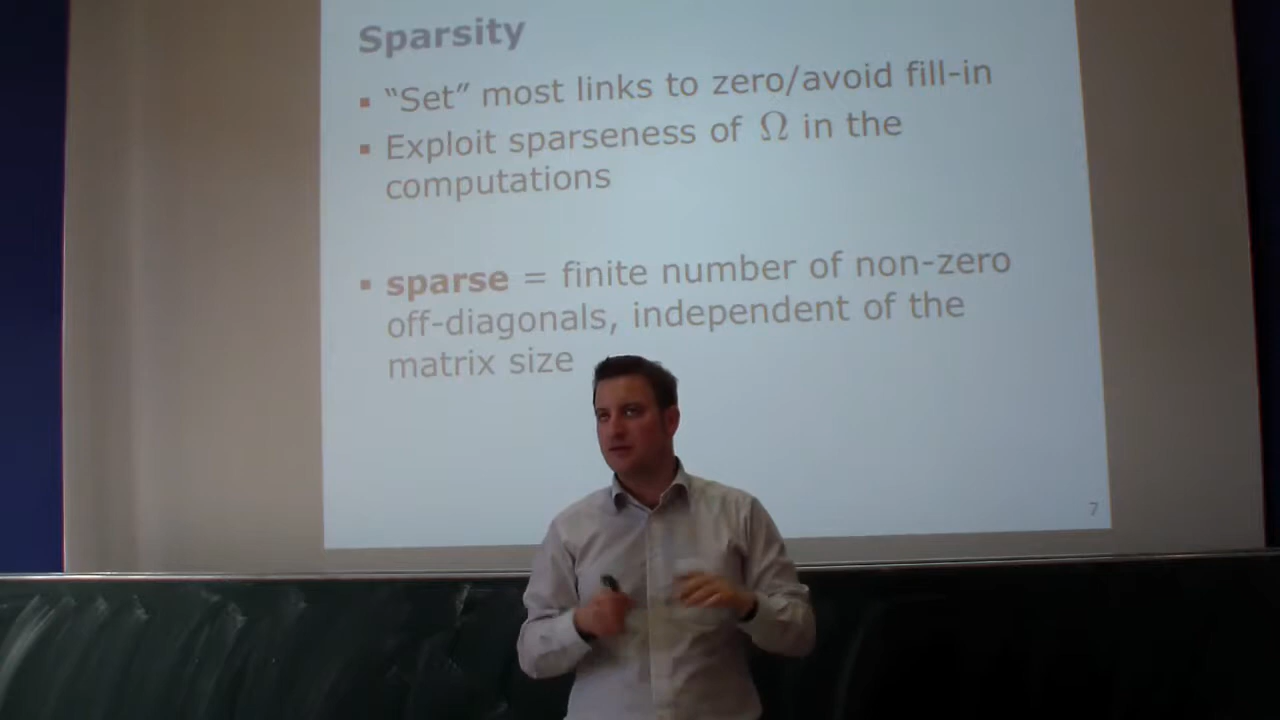 Sparsity
▪ “Set” most links to zero/avoid fill-in
▪ Exploit sparseness of Ω in the
computations
▪ sparse = finite number of non-zero
off-diagonals, independent of the
matrix size
7